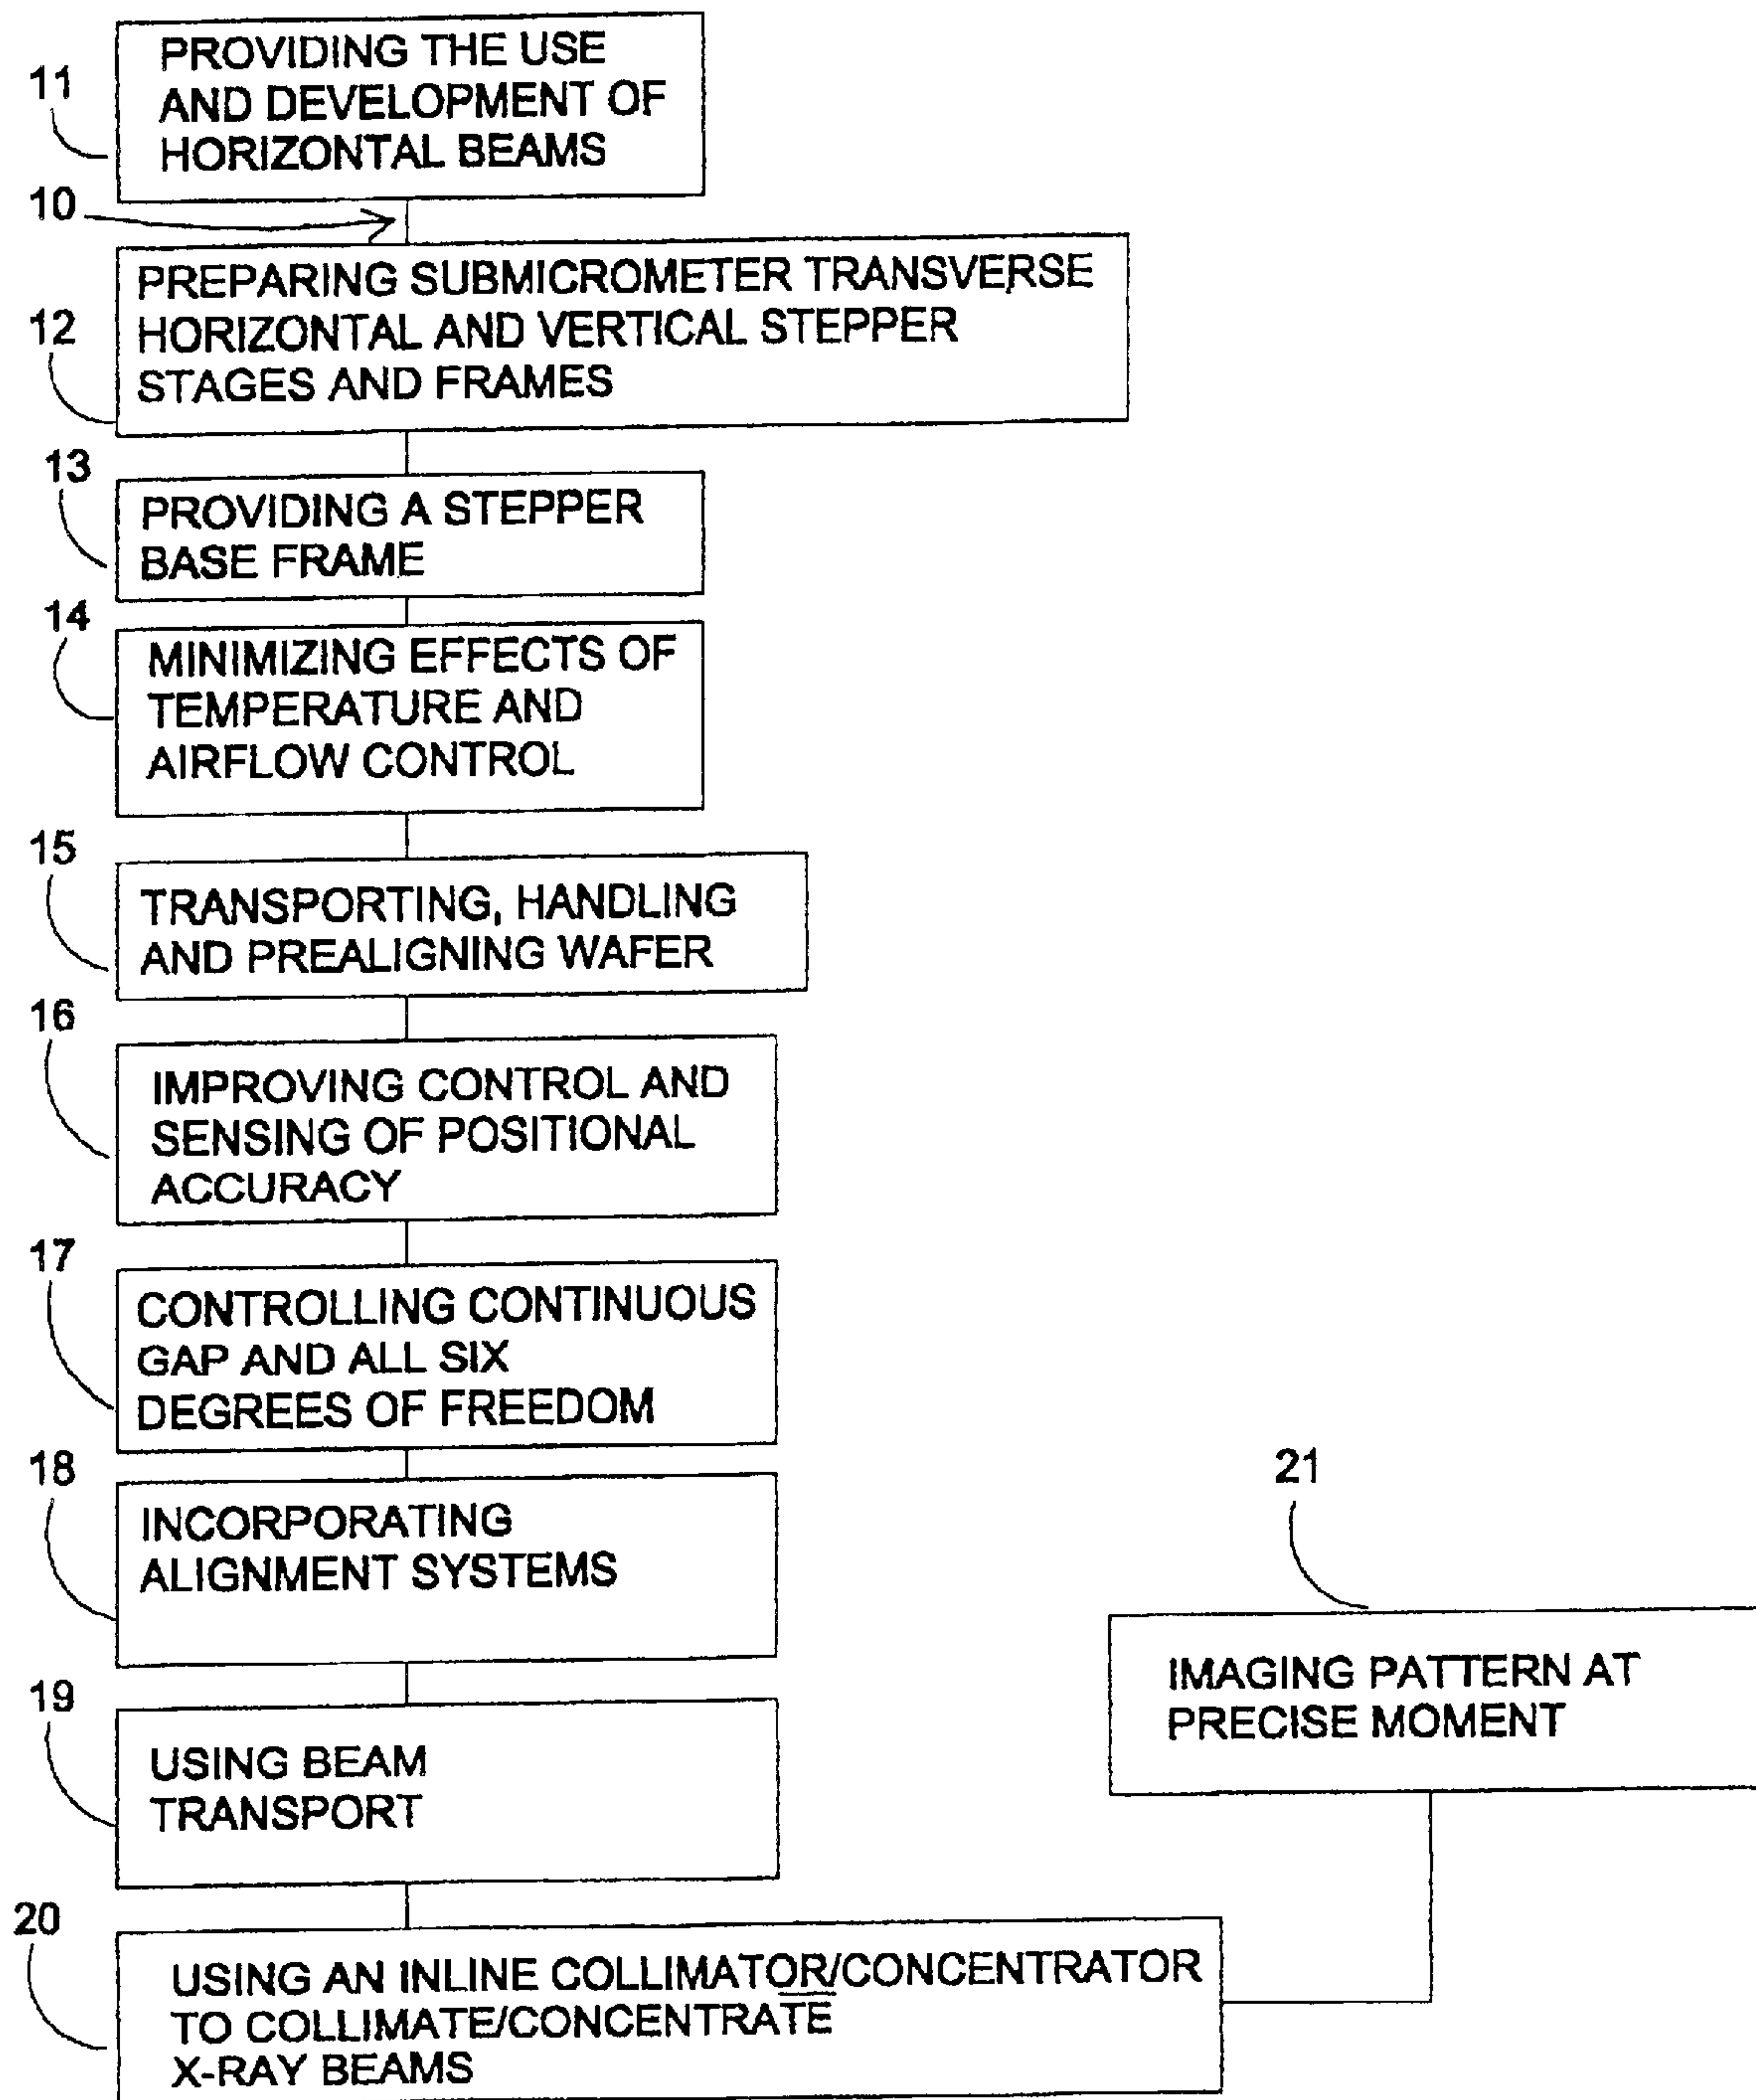 11
PROVIDING THE USE
AND DEVELOPMENT OF
HORIZONTAL BEAMS
10
12
PREPARING SUBMICROMETER TRANSVERSE
HORIZONTAL AND VERTICAL STEPPER
STAGES AND FRAMES
13
PROVIDING A STEPPER
BASE FRAME
14
MINIMIZING EFFECTS OF
TEMPERATURE AND
AIRFLOW CONTROL
15
TRANSPORTING, HANDLING
AND PREALIGNING WAFER
16
IMPROVING CONTROL AND
SENSING OF POSITIONAL
ACCURACY
17
CONTROLLING CONTINUOUS
GAP AND ALL SIX
DEGREES OF FREEDOM
18
INCORPORATING
ALIGNMENT SYSTEMS
19
USING BEAM
TRANSPORT
20
USING AN INLINE COLLIMATOR/CONCENTRATOR
TO COLLIMATE/CONCENTRATE
X-RAY BEAMS
21
IMAGING PATTERN AT
PRECISE MOMENT